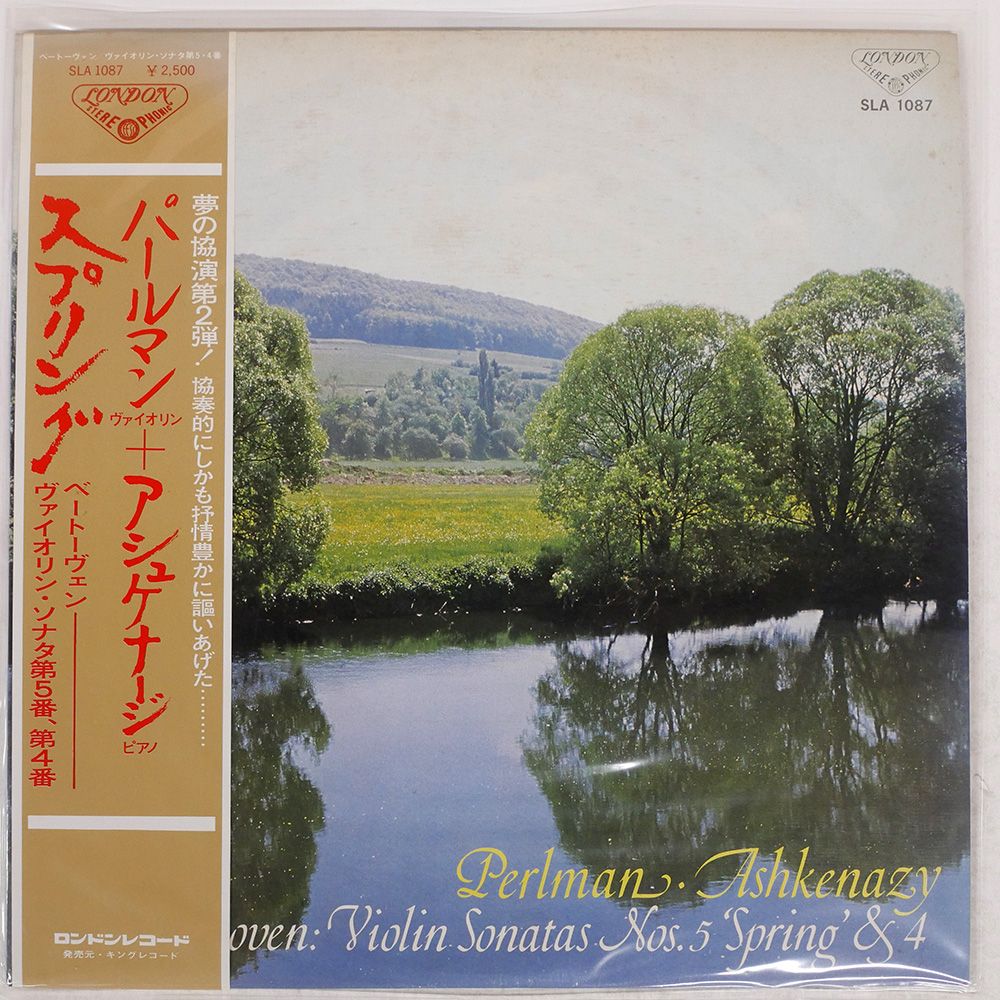 ベートーヴェン ヴァイオリン・ソナタ第5・4番
SLA 1087 ¥ 2,500
LONDON
STEREO PHONIC
夢の協演第2弾! 協奏的にしかも抒情豊かに謳いあげた………
パールマン
ヴァイオリン
+
アシュケナージ
ピアノ
スプリング
ベートーヴェン
ヴァイオリン・ソナタ第5番、第4番
ロンドンレコード
発売元・キングレコード
LONDON
STEREO PHONIC
SLA 1087
Perlman · Ashkenazy
oven: Violin Sonatas Nos. 5 'Spring' & 4